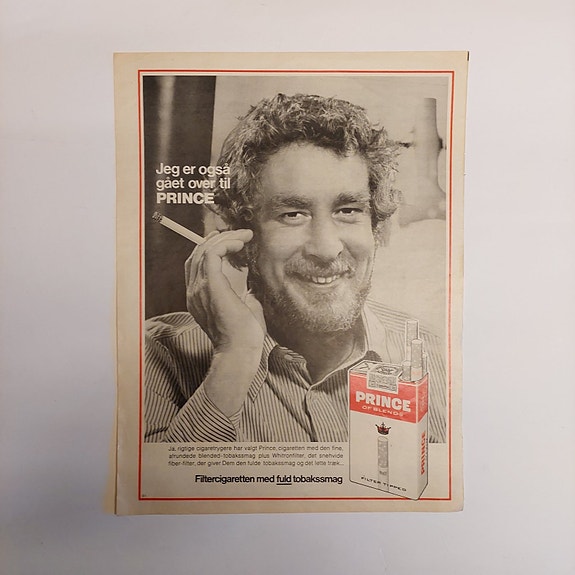 Jeg er også
gået over til
PRINCE
Ja, rigtige cigaretrygere har valgt Prince, cigaretten med den fine,
afrundede blended-tobakssmag plus Whitronfilter, det snehvide
fiber-filter, der giver Dem den fulde tobakssmag og det lette træk...
Filtercigaretten med fuld tobakssmag
PRINCE
OF BLENDS
FILTER TIPPED
PRINCE